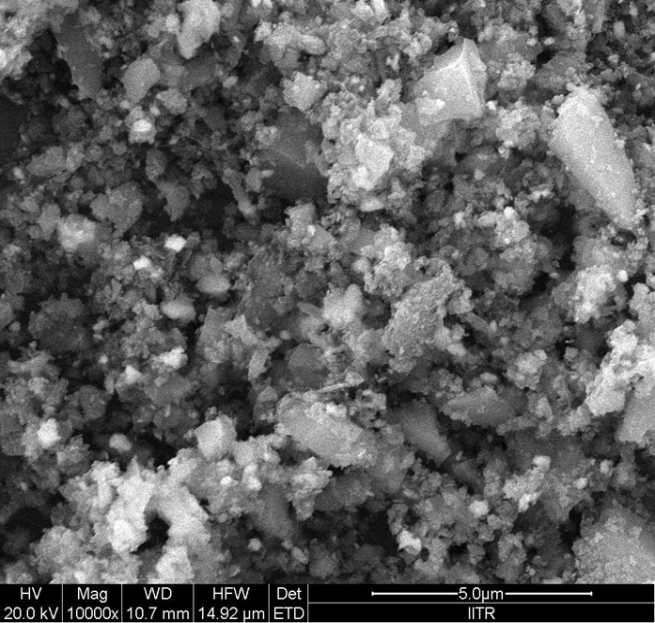 HV Mag WD HFW Det 5.0µm
20.0 kV 10000x 10.7 mm 14.92 µm ETD IITR